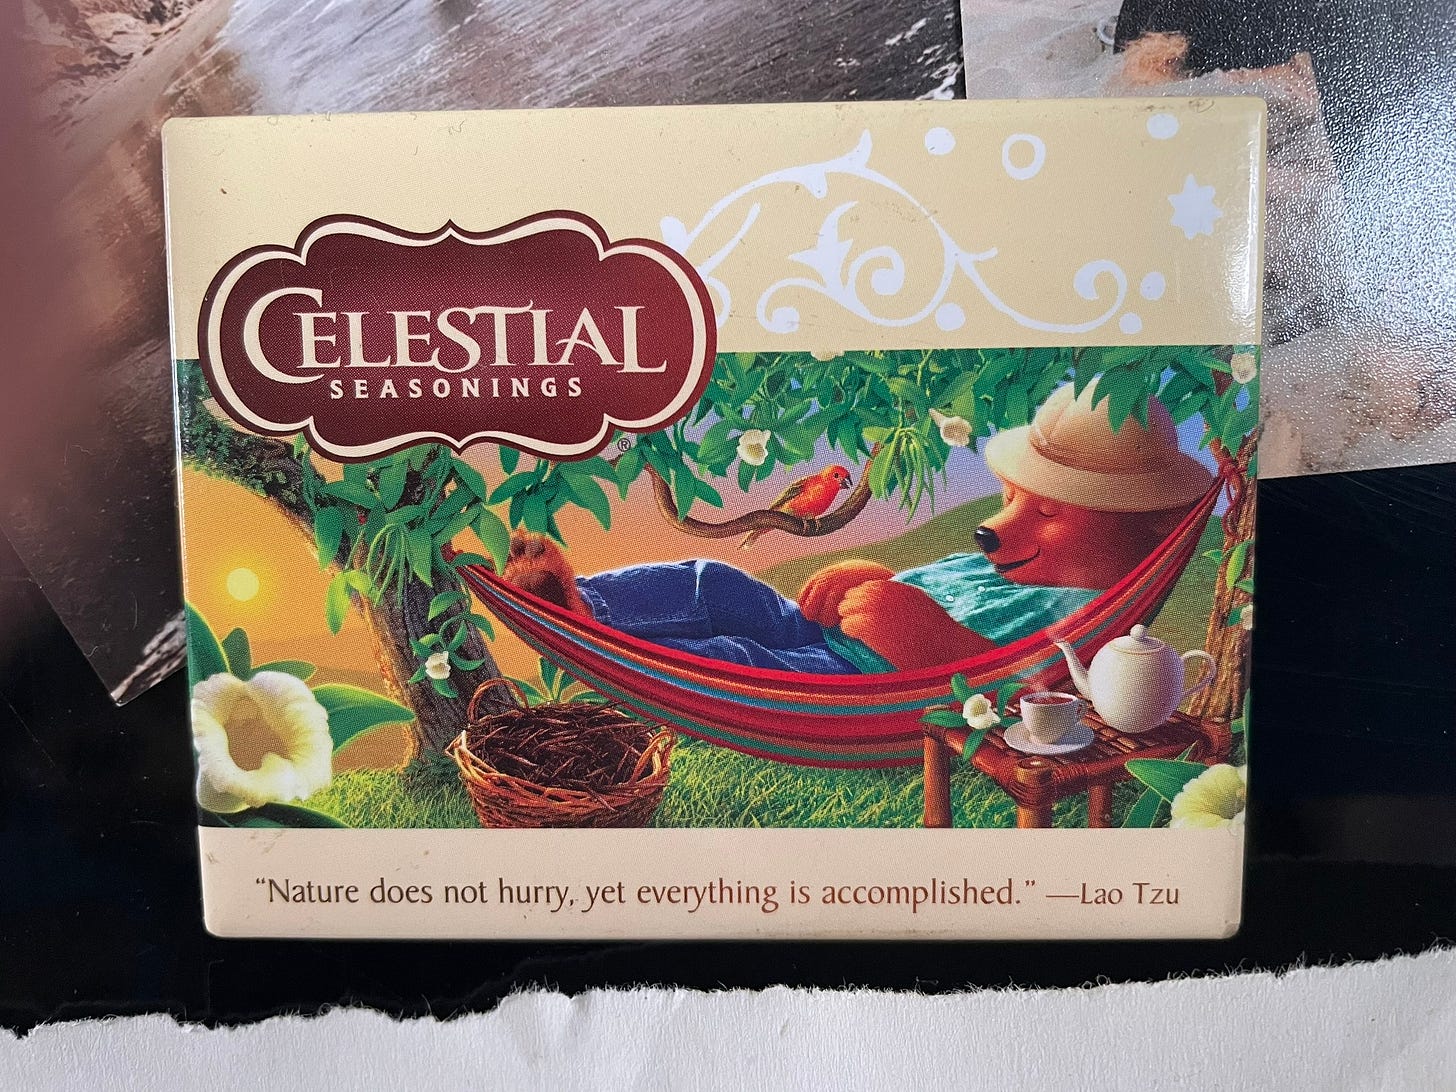 CELESTIAL
SEASONINGS
®
“Nature does not hurry, yet everything is accomplished.” —Lao Tzu